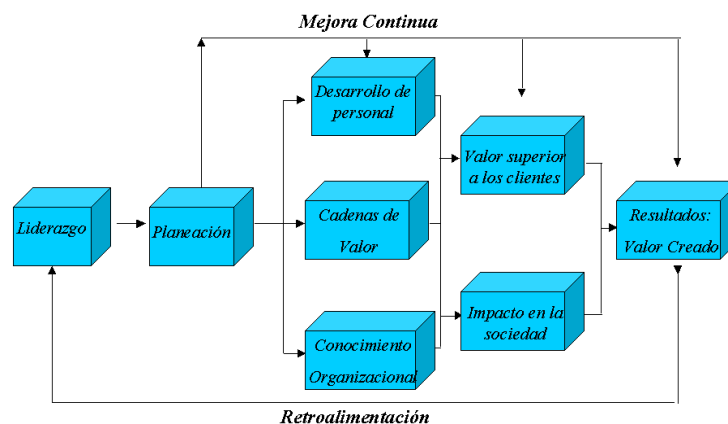 Mejora Continua
Desarrollo de
personal
Valor superior
a los clientes
Liderazgo
Planeación
Cadenas de
Valor
Resultados:
Valor Creado
Impacto en la
sociedad
Conocimiento
Organizacional
Retroalimentación